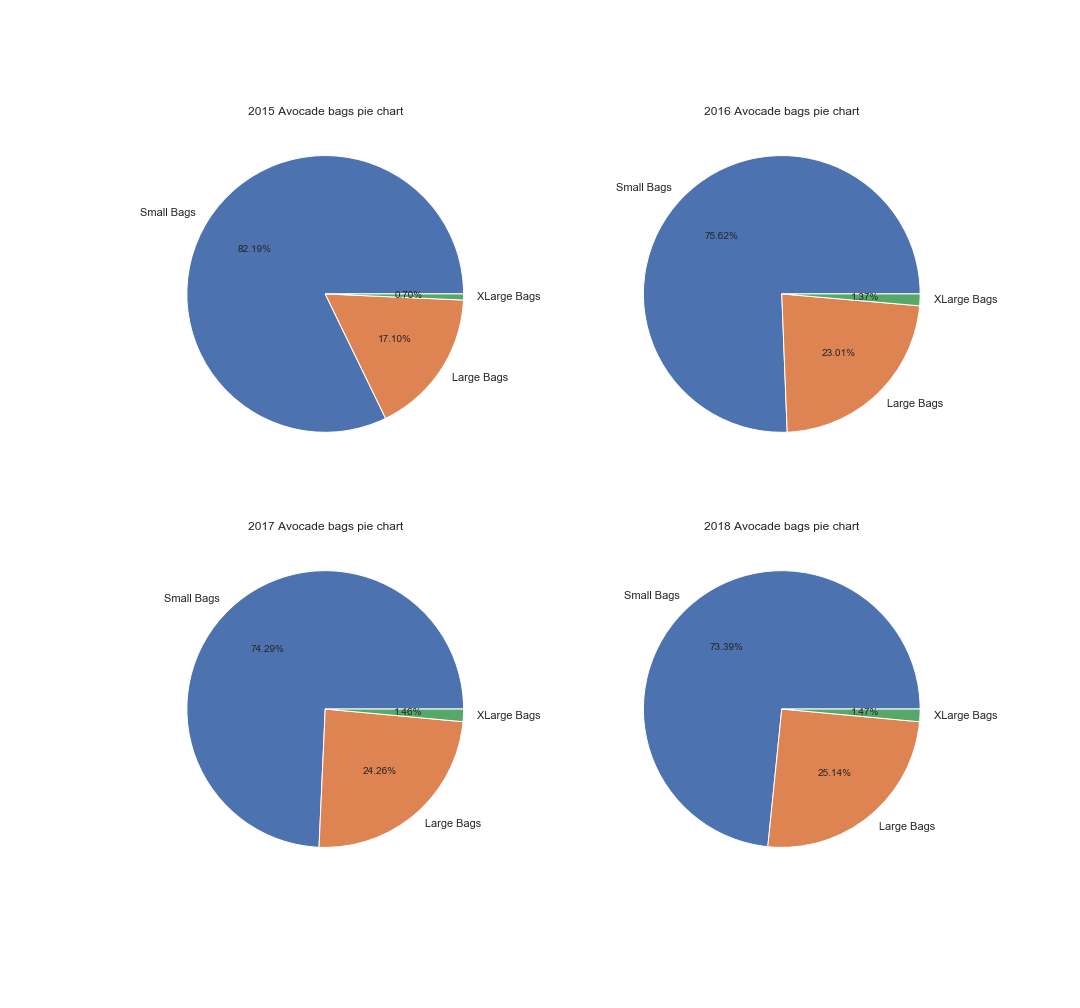 2015 Avocade bags pie chart
Small Bags
82.19%
0.70%
XLarge Bags
17.10%
Large Bags
2016 Avocade bags pie chart
Small Bags
75.62%
1.37%
XLarge Bags
23.01%
Large Bags
2017 Avocade bags pie chart
Small Bags
74.29%
1.46%
XLarge Bags
24.26%
Large Bags
2018 Avocade bags pie chart
Small Bags
73.39%
1.47%
XLarge Bags
25.14%
Large Bags